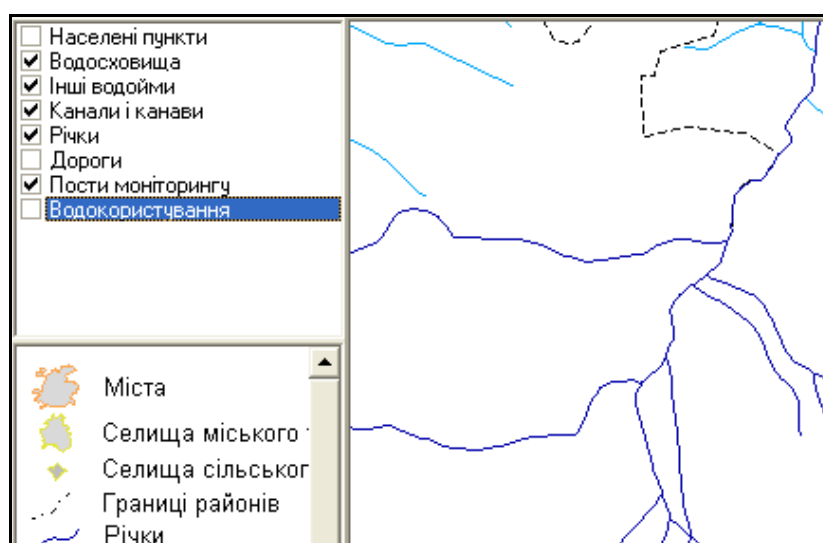 Населені пункти
Водосховища
Інші водойми
Канали і канави
Річки
Дороги
Пости моніторингу
Водокористування
Міста
Селища міського
Селища сільськог
Границі районів
Річки